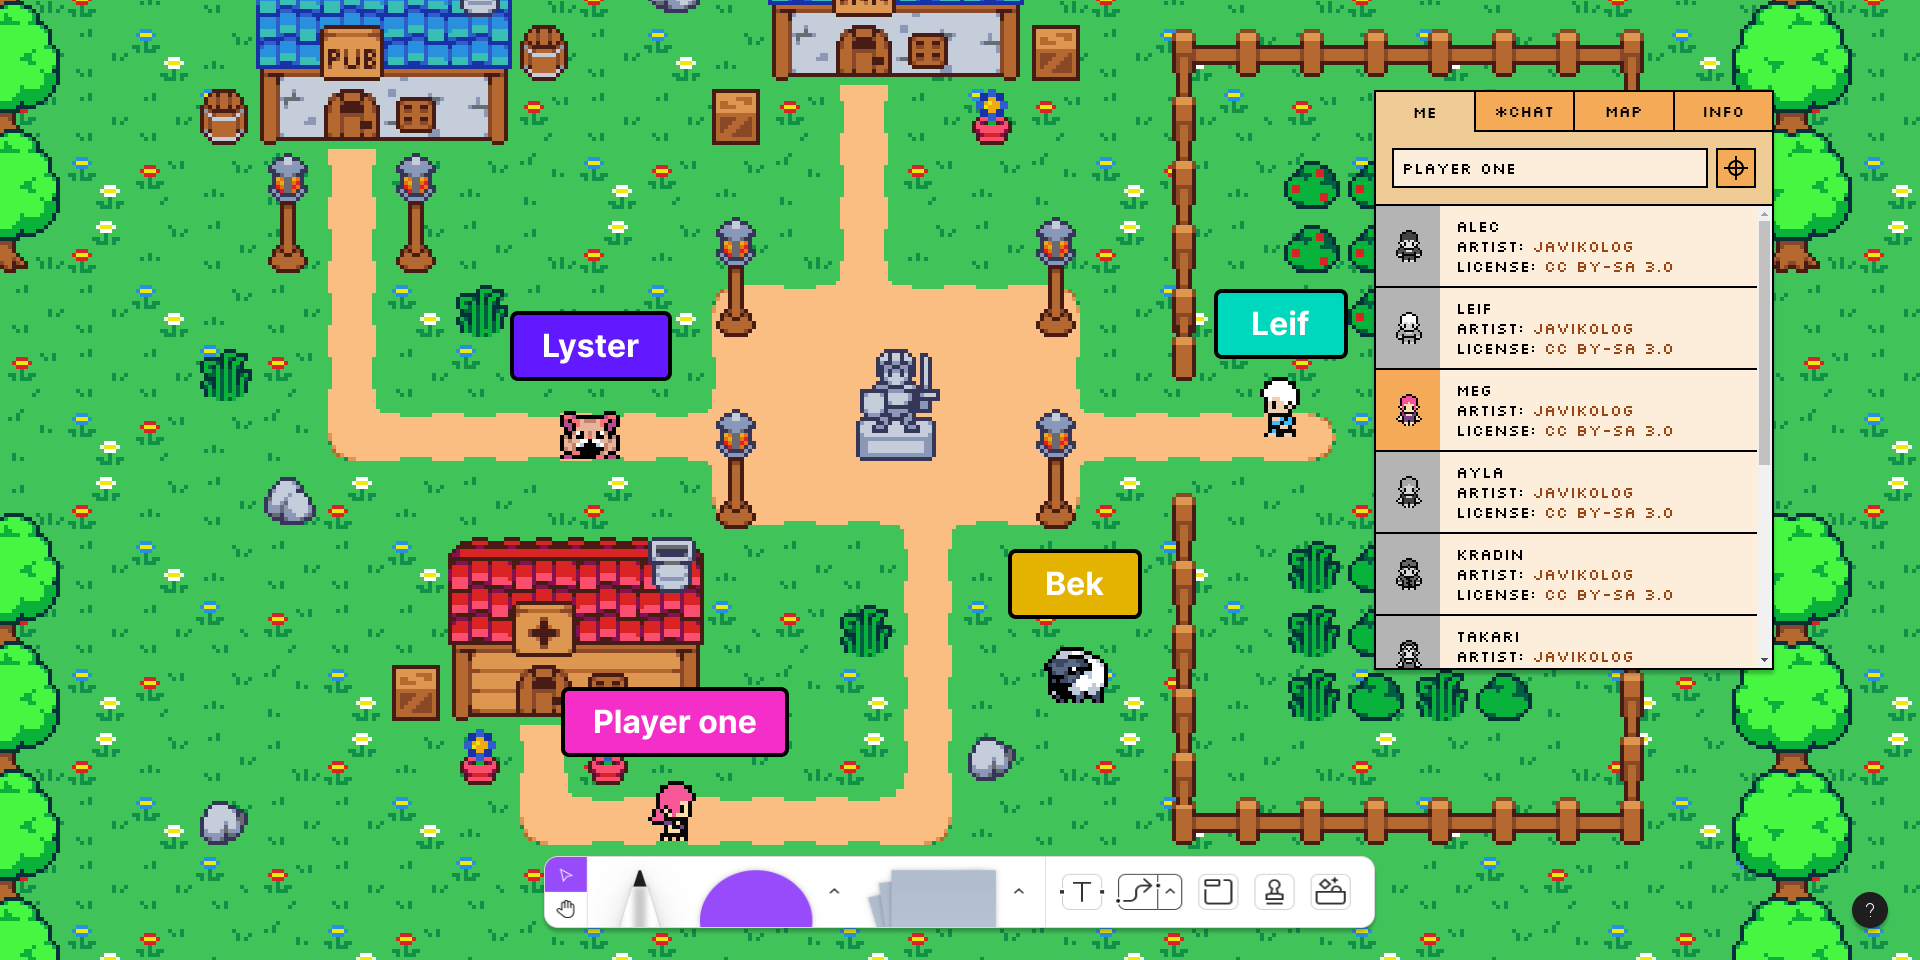 PUB
ME
*CHAT
MAP
INFO
PLAYER ONE
ALEC
ARTIST: JAVIKOLOG
LICENSE: CC BY-SA 3.0
LEIF
ARTIST: JAVIKOLOG
LICENSE: CC BY-SA 3.0
MEG
ARTIST: JAVIKOLOG
LICENSE: CC BY-SA 3.0
AYLA
ARTIST: JAVIKOLOG
LICENSE: CC BY-SA 3.0
KRADIN
ARTIST: JAVIKOLOG
LICENSE: CC BY-SA 3.0
TAKARI
ARTIST: JAVIKOLOG
Lyster
Leif
Bek
Player one
T
?